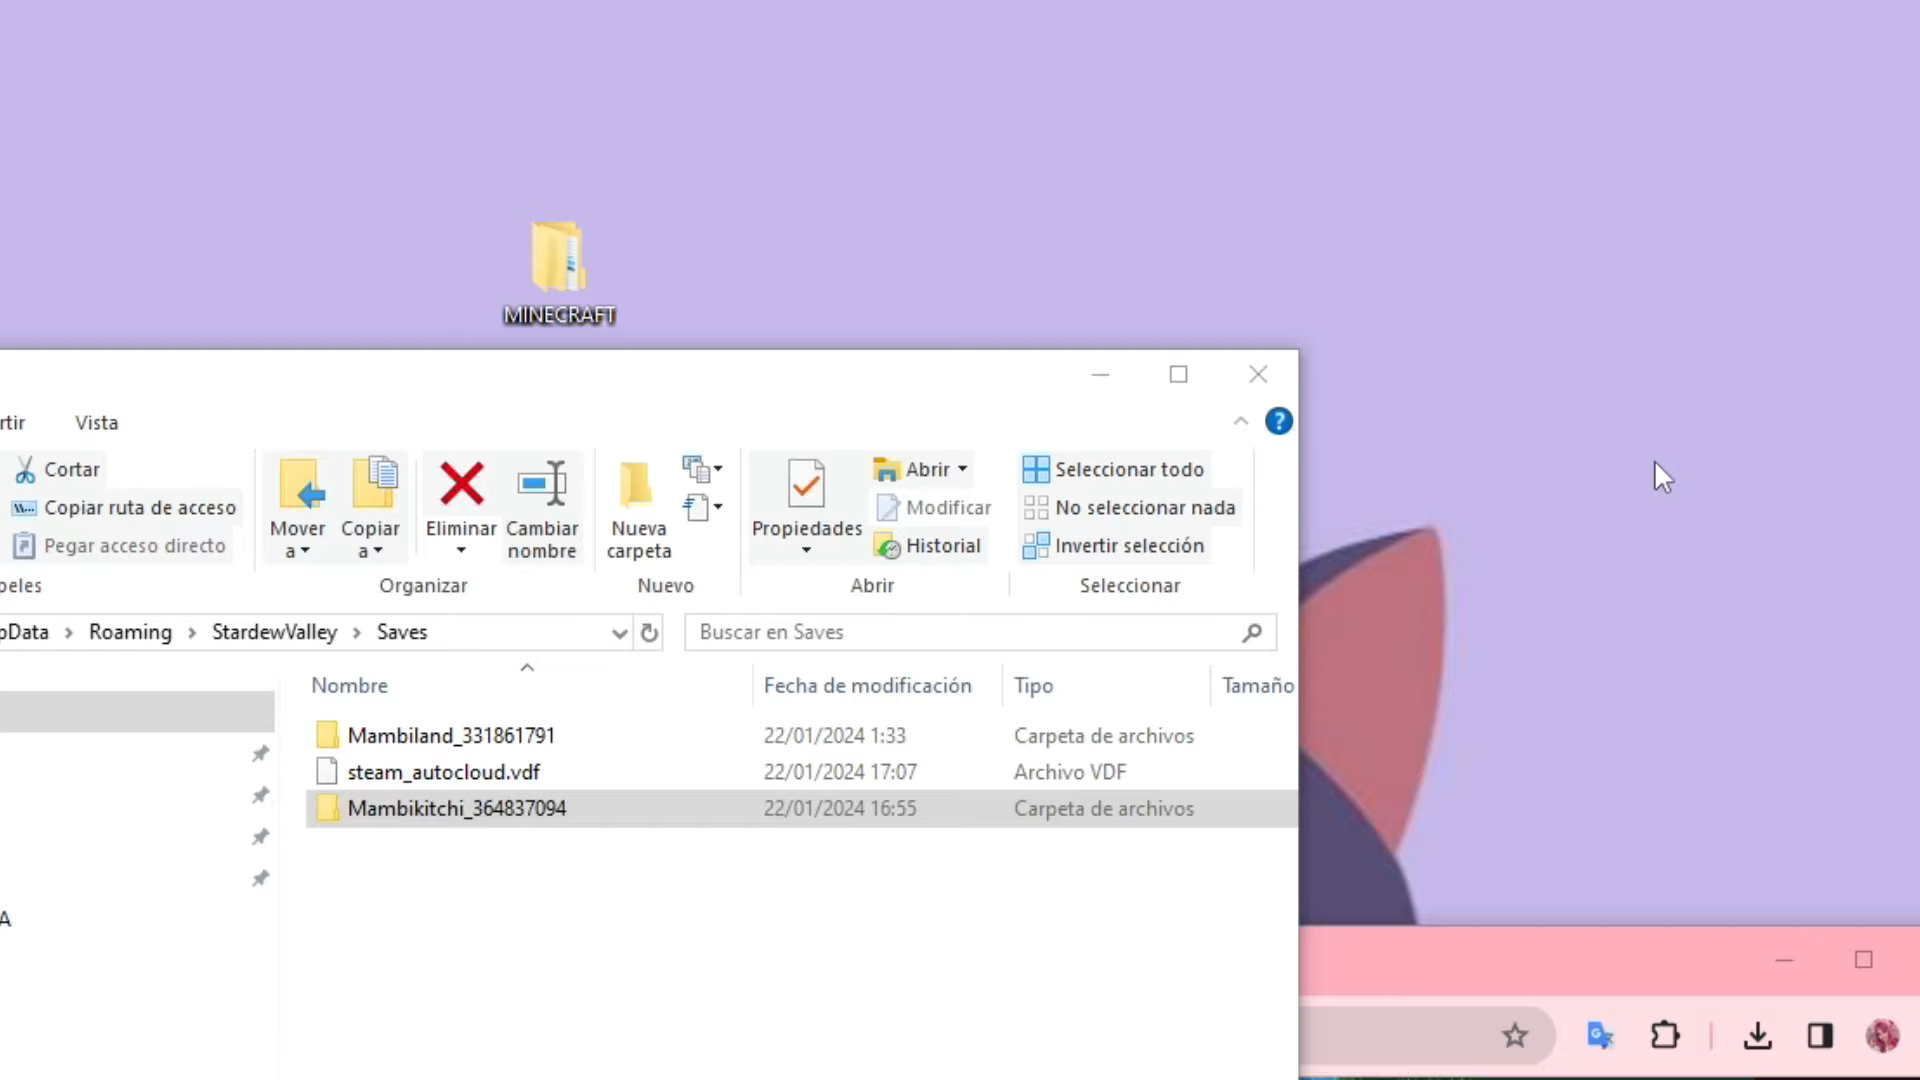 MINECRAFT
rtir Vista
Cortar
Copiar ruta de acceso
Pegar acceso directo
peles
Mover a
Copiar a
Eliminar
Cambiar nombre
Organizar
Nueva carpeta
Nuevo
Propiedades
Abrir
Modificar
Historial
Abrir
Seleccionar todo
No seleccionar nada
Invertir selección
Seleccionar
pData > Roaming > StardewValley > Saves
Buscar en Saves
Nombre Fecha de modificación Tipo Tamaño
Mambiland_331861791 22/01/2024 1:33 Carpeta de archivos
steam_autocloud.vdf 22/01/2024 17:07 Archivo VDF
Mambikitchi_364837094 22/01/2024 16:55 Carpeta de archivos
A